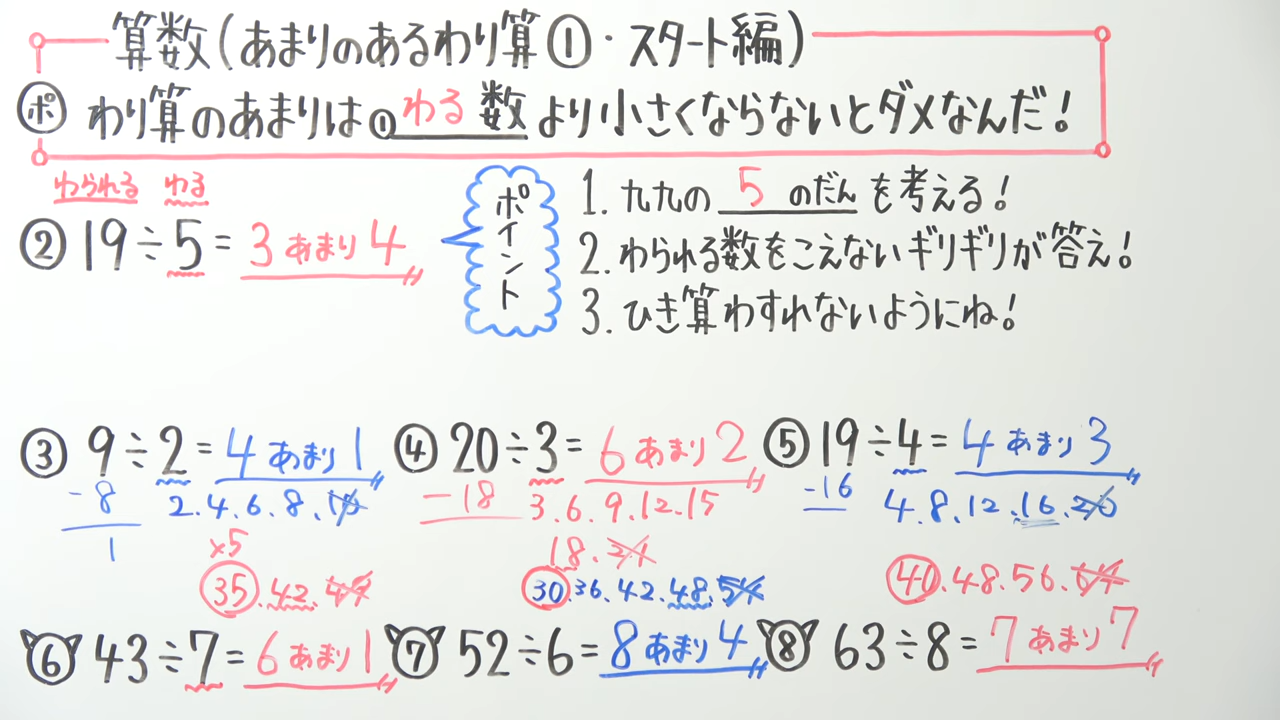 算数(あまりのあるわり算①・スタート編)
ポ わり算のあまりは①わる数より小さくならないとダメなんだ!
わられる わる
② 19÷5=3あまり4
ポイント
1. 九九の 5 のだん を考える!
2. わられる数をこえないギリギリが答え!
3. ひき算わすれないようにね!
③ 9÷2=4あまり1
-8
1
2.4.6.8.10
④ 20÷3=6あまり2
-18
3.6.9.12.15
18.21
⑤ 19÷4=4あまり3
-16
4.8.12.16.20
×5
35.42.49
⑥ 43÷7=6あまり1
30.36.42.48.54
⑦ 52÷6=8あまり4
40.48.56.64
⑧ 63÷8=7あまり7